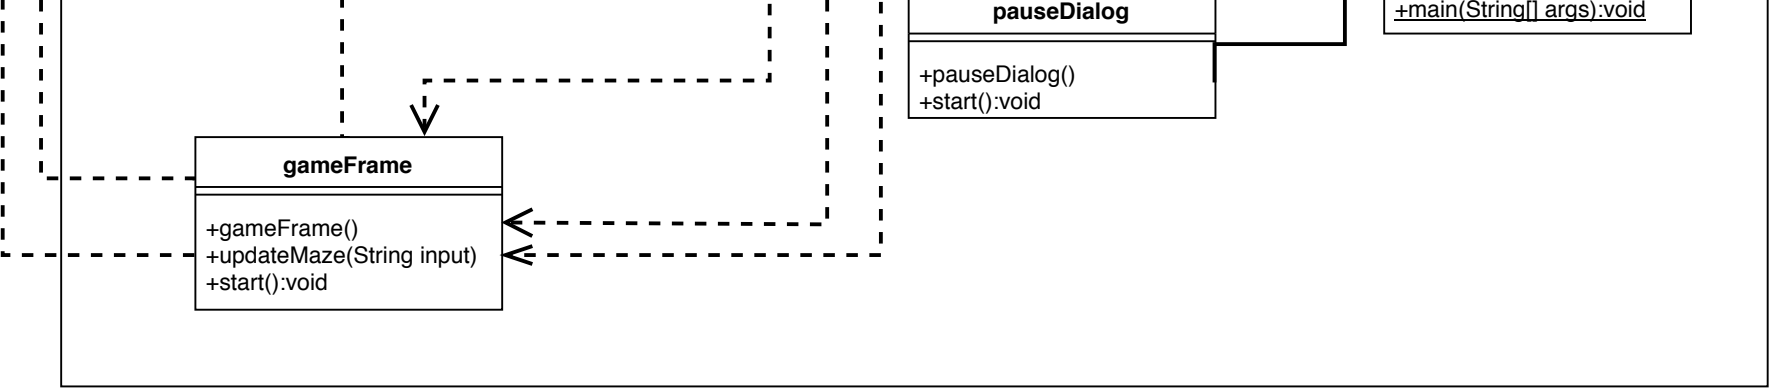 pauseDialog
+main(String[] args):void
+pauseDialog()
+start():void
gameFrame
+gameFrame()
+updateMaze(String input)
+start():void